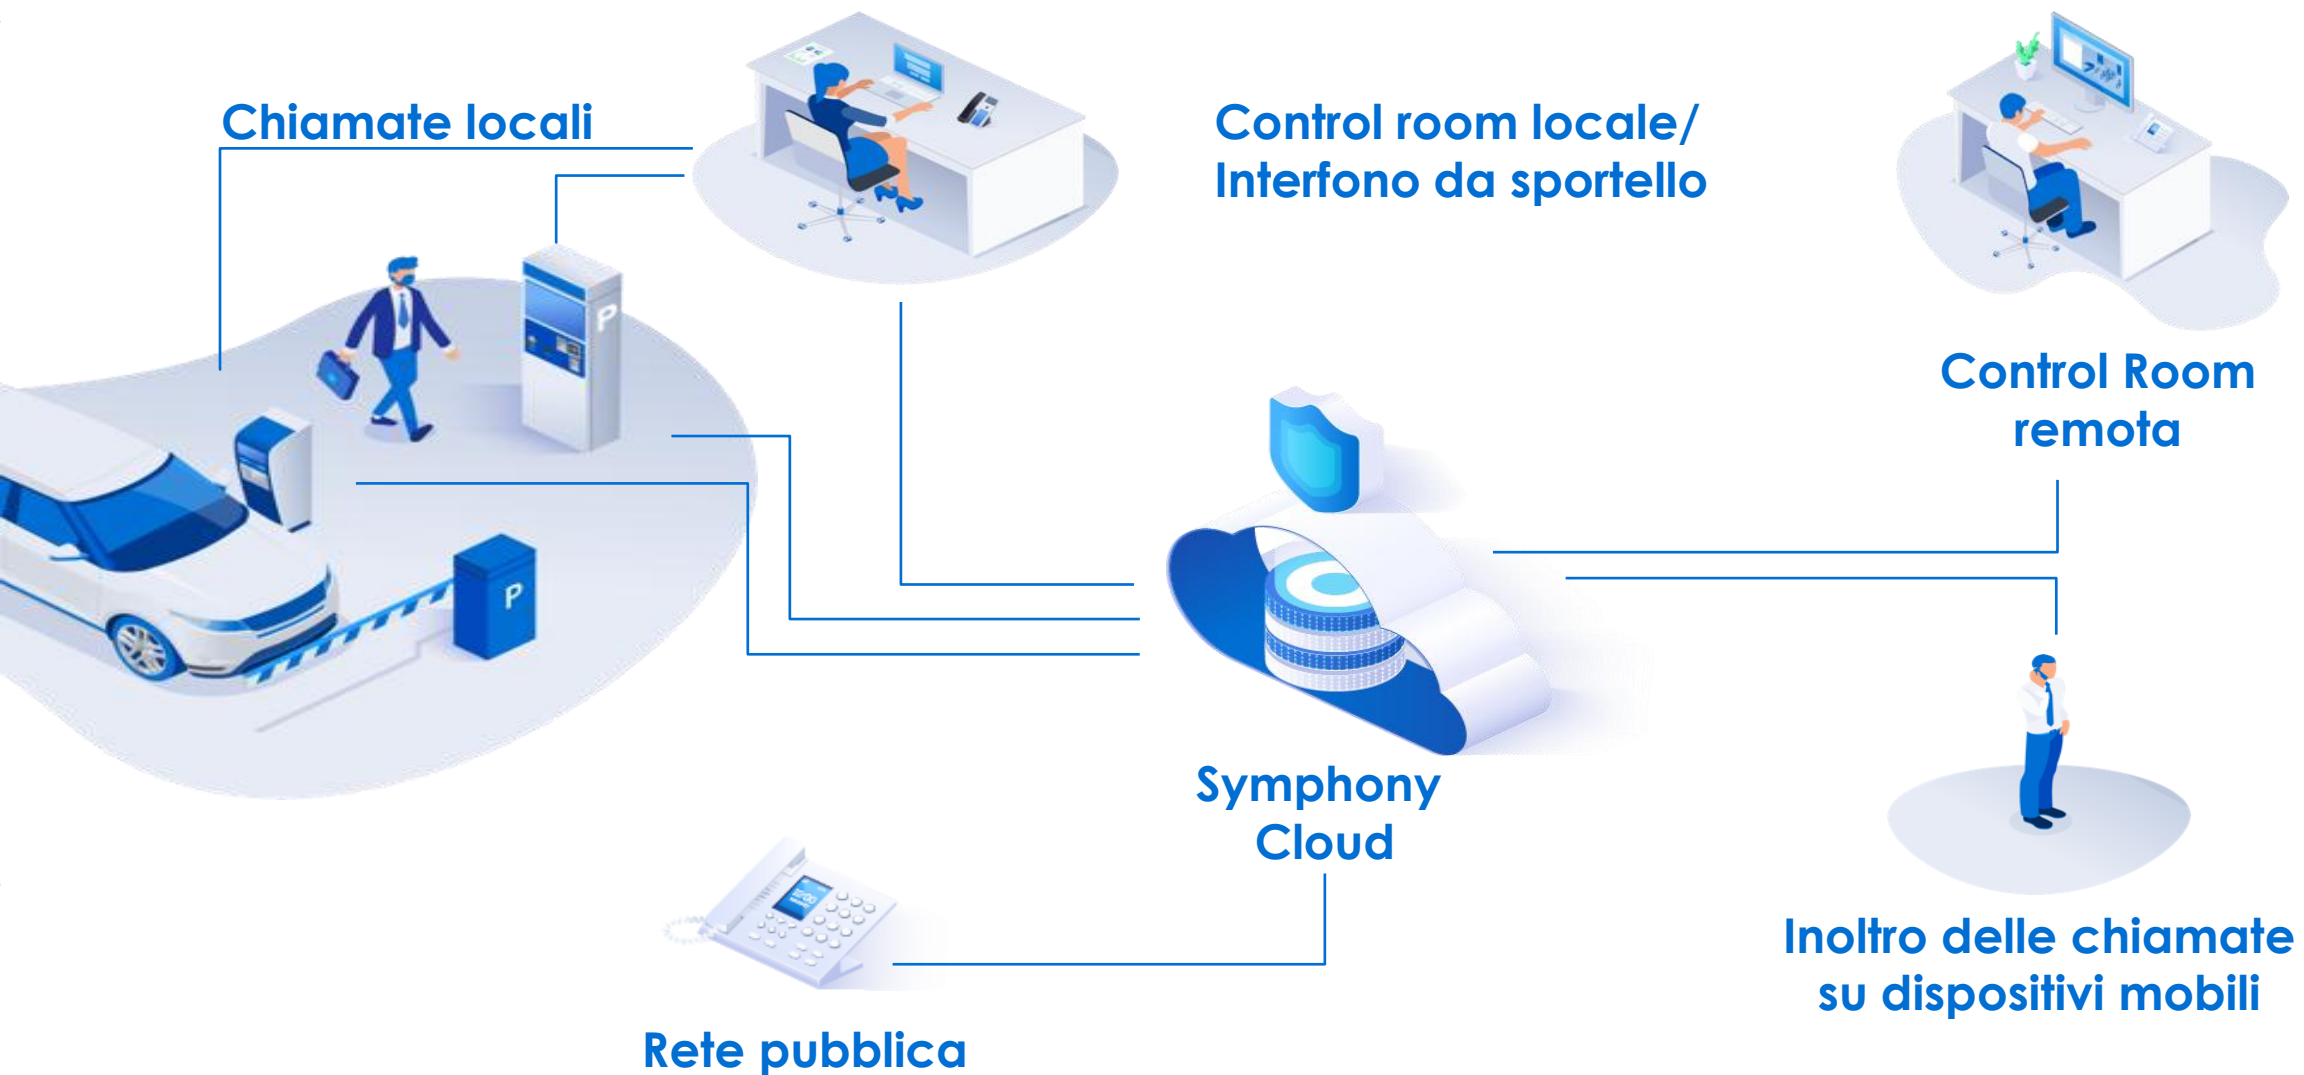 Chiamate locali
Control room locale/
Interfono da sportello
Control Room
remota
P
P
Symphony
Cloud
Inoltro delle chiamate
su dispositivi mobili
Rete pubblica